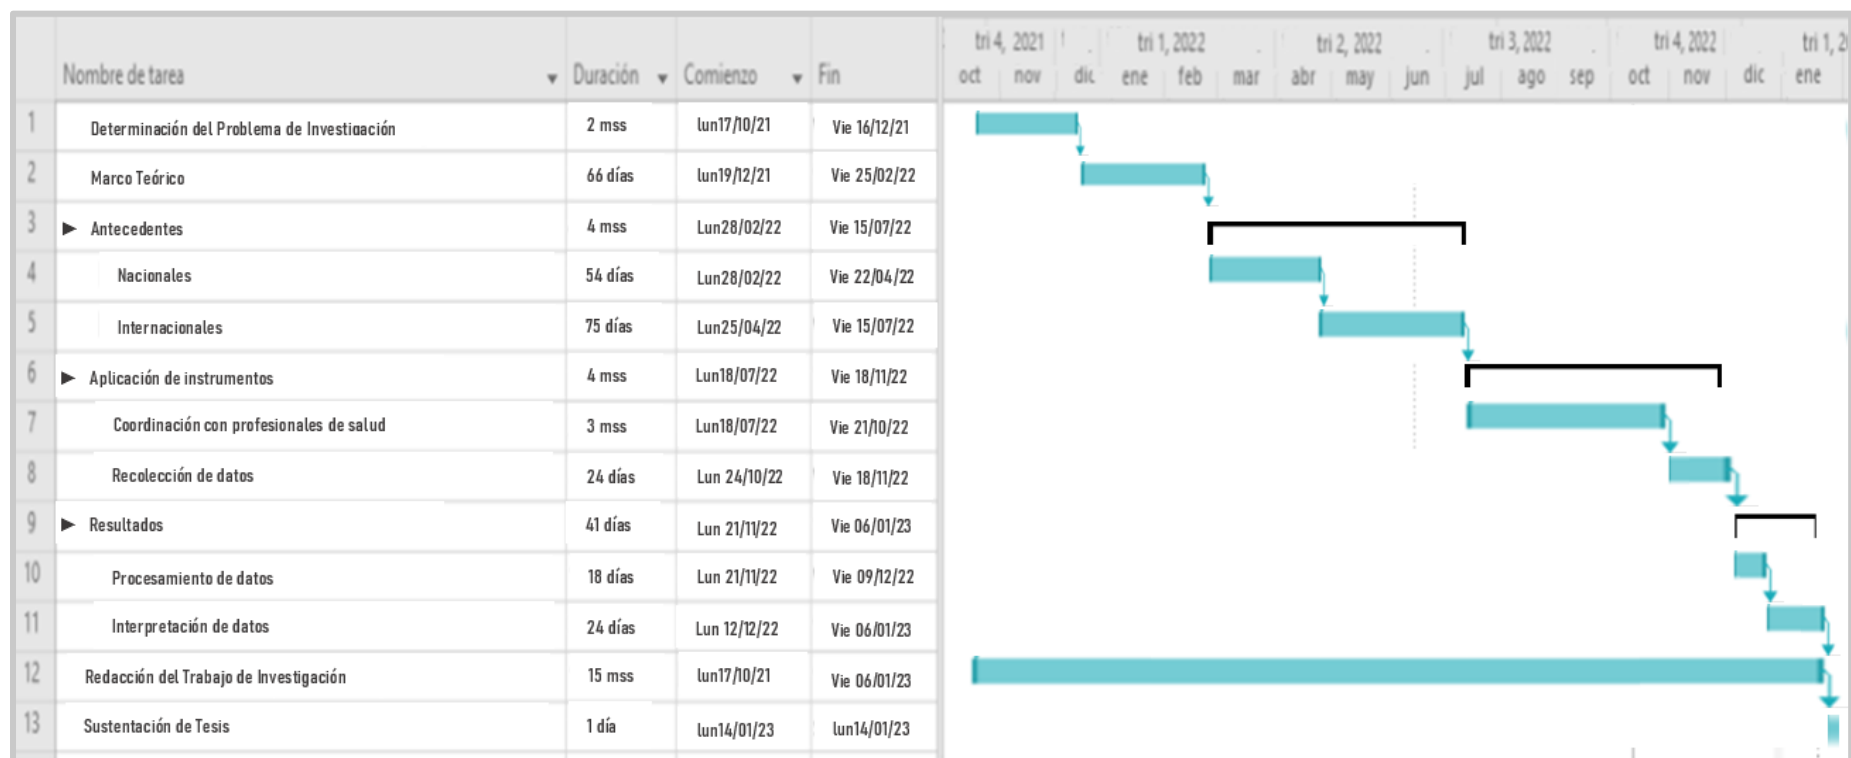 tri 4, 2021 tri 1, 2022 tri 2, 2022 tri 3, 2022 tri 4, 2022 tri 1, 2
Nombre de tarea Duración Comienzo Fin oct nov dic ene feb mar abr may jun jul ago sep oct nov dic ene
1 Determinación del Problema de Investigación 2 mss lun17/10/21 Vie 16/12/21
2 Marco Teórico 66 días lun19/12/21 Vie 25/02/22
3 Antecedentes 4 mss Lun28/02/22 Vie 15/07/22
4 Nacionales 54 días Lun28/02/22 Vie 22/04/22
5 Internacionales 75 días Lun25/04/22 Vie 15/07/22
6 Aplicación de instrumentos 4 mss Lun18/07/22 Vie 18/11/22
7 Coordinación con profesionales de salud 3 mss Lun18/07/22 Vie 21/10/22
8 Recolección de datos 24 días Lun 24/10/22 Vie 18/11/22
9 Resultados 41 días Lun 21/11/22 Vie 06/01/23
10 Procesamiento de datos 18 días Lun 21/11/22 Vie 09/12/22
11 Interpretación de datos 24 días Lun 12/12/22 Vie 06/01/23
12 Redacción del Trabajo de Investigación 15 mss lun17/10/21 Vie 06/01/23
13 Sustentación de Tesis 1 día lun14/01/23 lun14/01/23